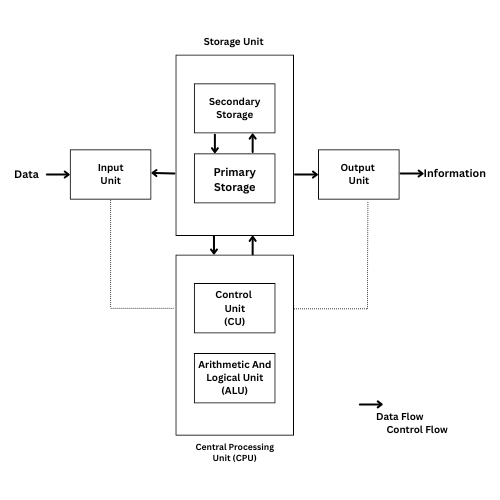 Storage Unit
Secondary
Storage
Data
Input
Unit
Primary
Storage
Output
Unit
Information
Control
Unit
(CU)
Arithmetic And
Logical Unit
(ALU)
Data Flow
Control Flow
Central Processing
Unit (CPU)